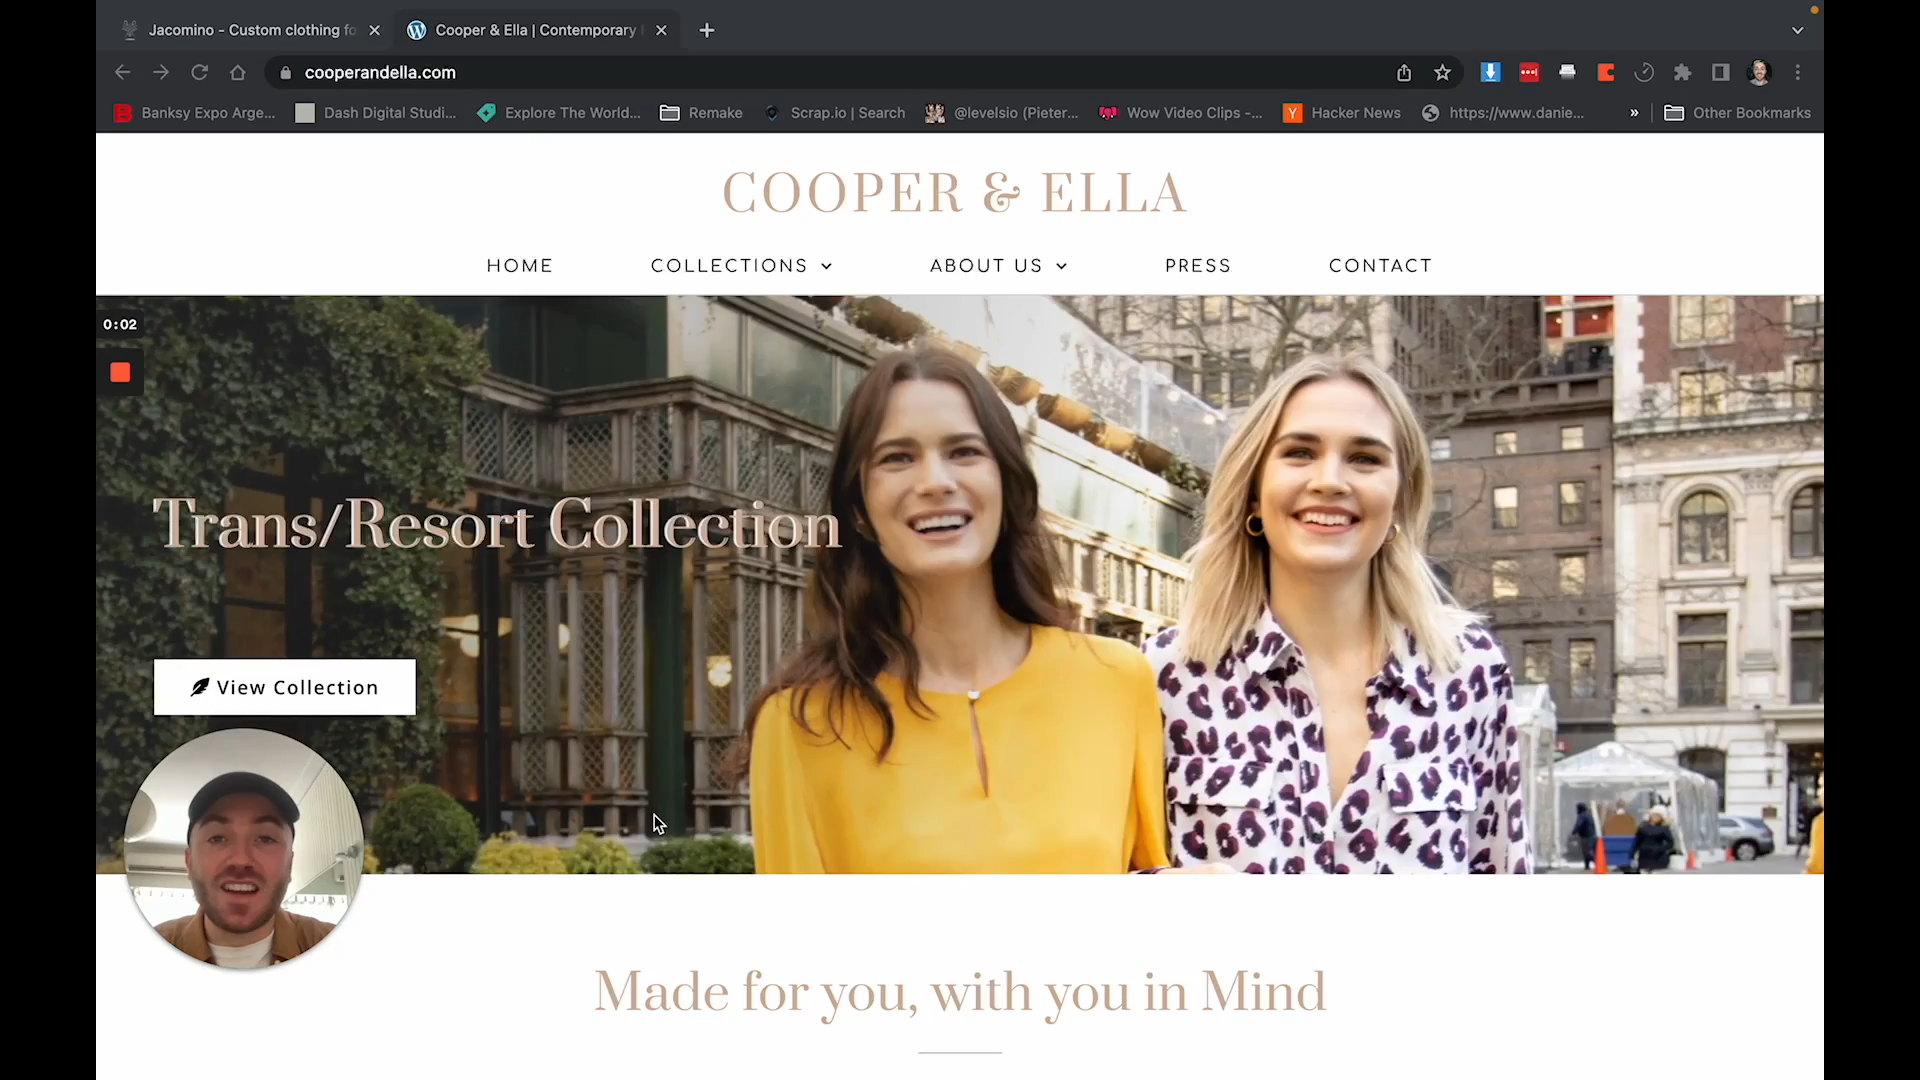 Jacomino - Custom clothing fo
Cooper & Ella | Contemporary
cooperandella.com
Banksy Expo Arge...
Dash Digital Studi...
Explore The World...
Remake
Scrap.io | Search
@levelsio (Pieter...
Wow Video Clips -...
Y
Hacker News
https://www.danie...
»
Other Bookmarks
COOPER & ELLA
HOME
COLLECTIONS
ABOUT US
PRESS
CONTACT
0:02
Trans/Resort Collection
View Collection
Made for you, with you in Mind